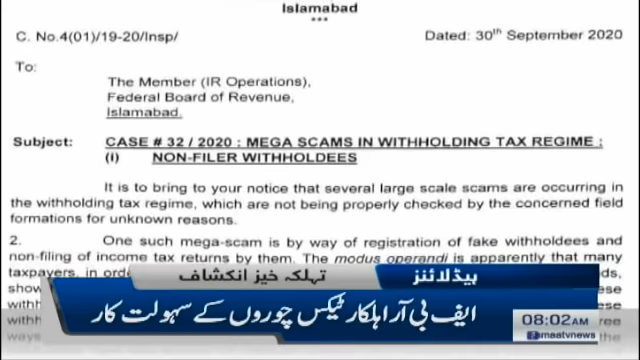 Islamabad
***
C. No.4(01)/19-20/Insp/ Dated: 30th September 2020
To:
The Member (IR Operations),
Federal Board of Revenue,
Islamabad.
Subject: CASE # 32 / 2020 : MEGA SCAMS IN WITHHOLDING TAX REGIME :
(i) NON-FILER WITHHOLDEES
It is to bring to your notice that several large scale scams are occurring in
the withholding tax regime, which are not being properly checked by the concerned field
formations for unknown reasons.
2. One such mega-scam is by way of registration of fake withholdees and
non-filing of income tax returns by them. The modus operandi is apparently that many
taxpayers, in
ہیڈلائنز
تہلکہ خیز انکشاف
ایف بی آر اہلکار ٹیکس چوروں کے سہولت کار
08:02AM
samaatvnews